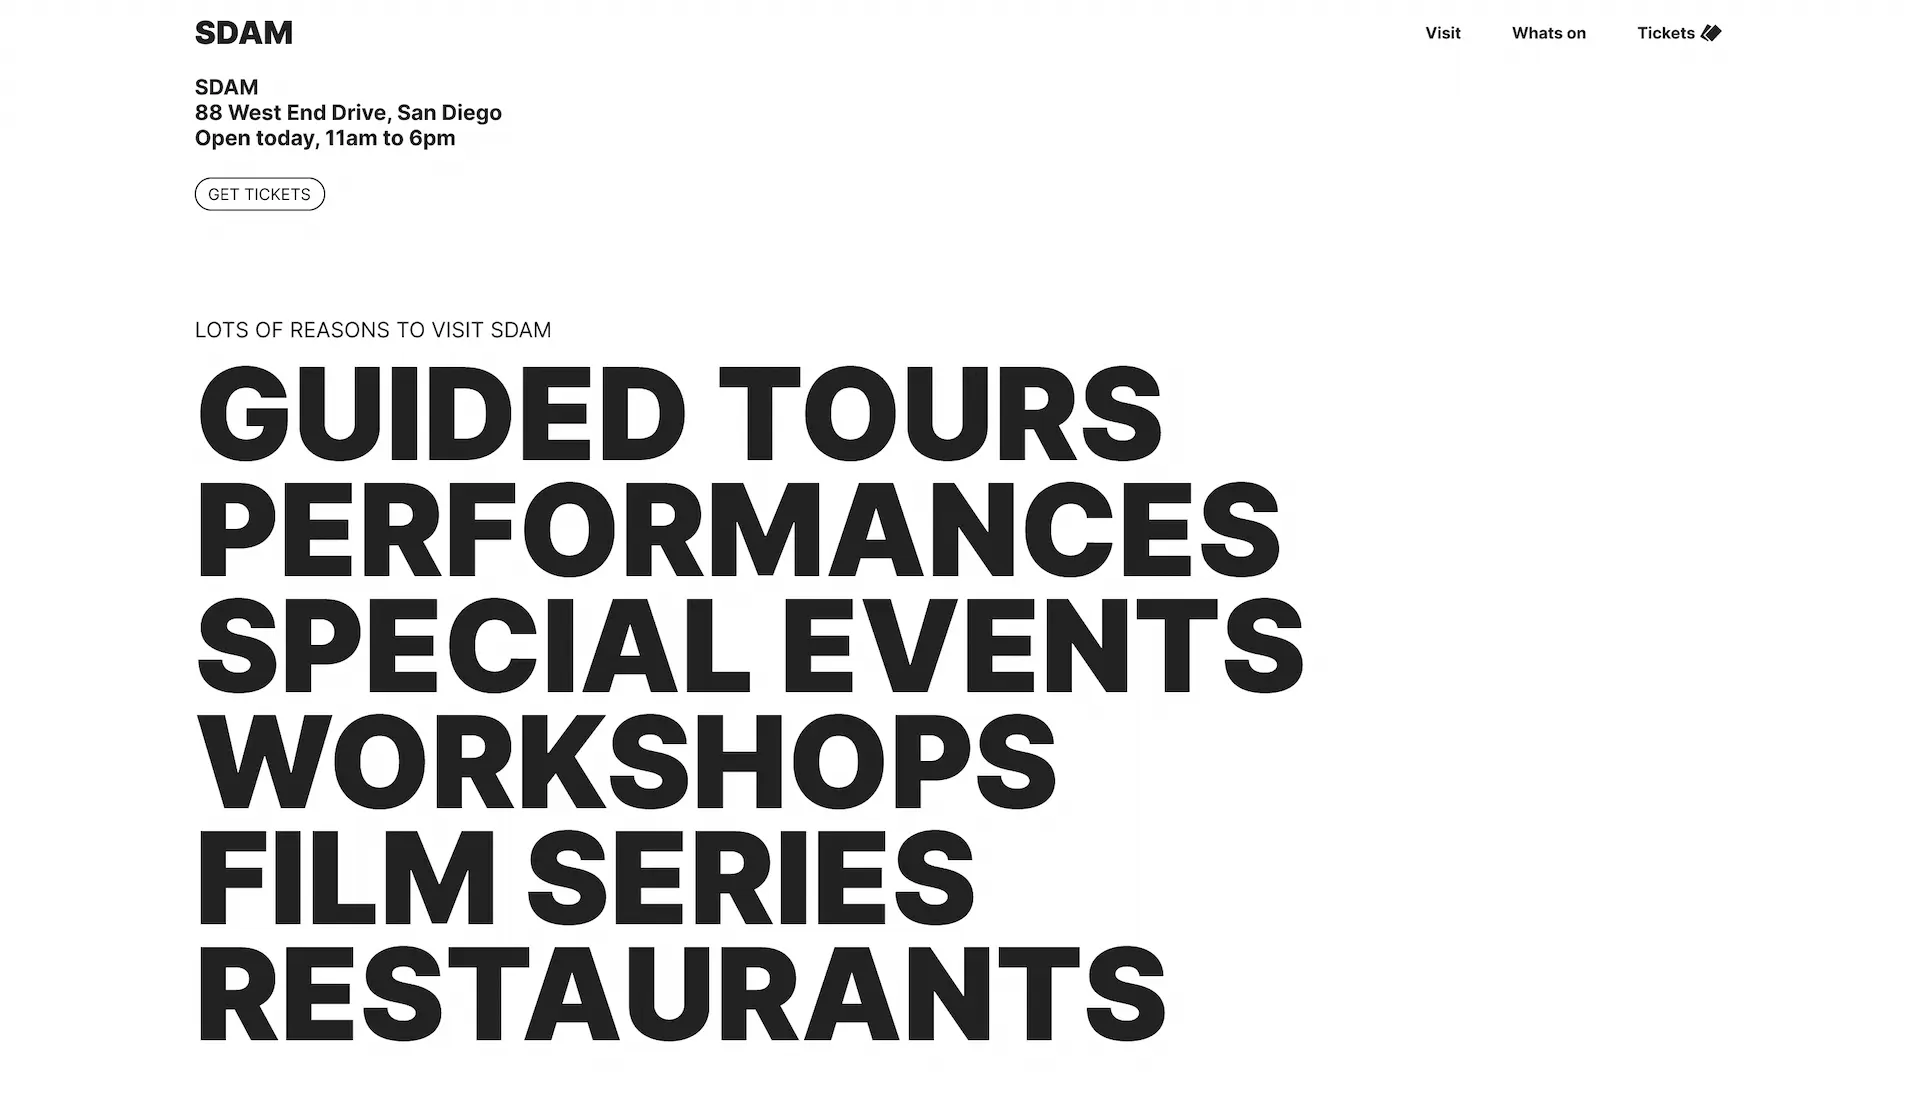 SDAM
Visit
Whats on
Tickets
SDAM
88 West End Drive, San Diego
Open today, 11am to 6pm
GET TICKETS
LOTS OF REASONS TO VISIT SDAM
GUIDED TOURS
PERFORMANCES
SPECIAL EVENTS
WORKSHOPS
FILM SERIES
RESTAURANTS